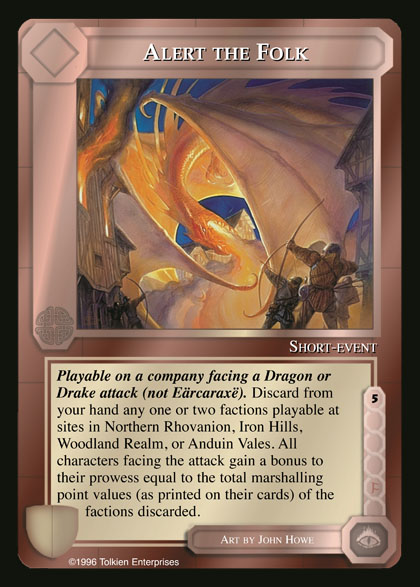 ALERT THE FOLK
SHORT-EVENT
Playable on a company facing a Dragon or
Drake attack (not Eärcaraxë). Discard from
your hand any one or two factions playable at
sites in Northern Rhovanion, Iron Hills,
Woodland Realm, or Anduin Vales. All
characters facing the attack gain a bonus to
their prowess equal to the total marshalling
point values (as printed on their cards) of the
factions discarded.
5
F
ART BY JOHN HOWE
©1996 Tolkien Enterprises